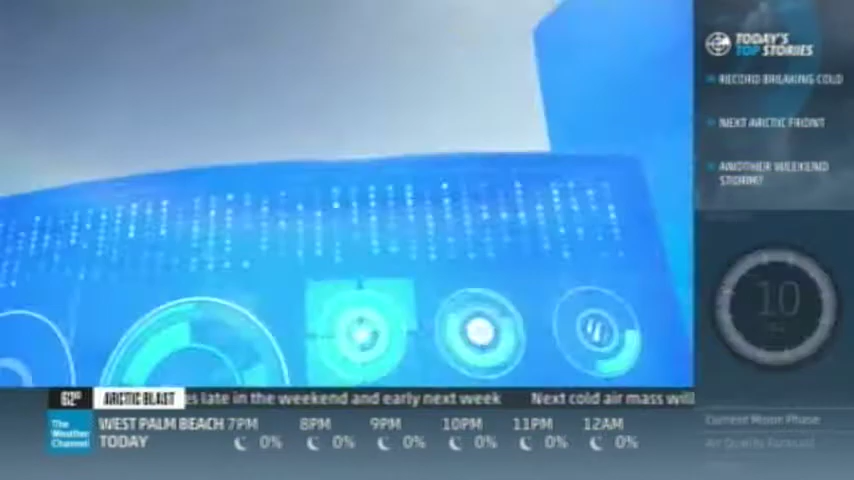 TODAY'S
TOP STORIES
RECORD BREAKING COLD
NEXT ARCTIC FRONT
ANOTHER WEEKEND
STORM?
10
62° ARCTIC BLAST es late in the weekend and early next week Next cold air mass will
The
Weather
Channel
WEST PALM BEACH 7PM 8PM 9PM 10PM 11PM 12AM
TODAY 0% 0% 0% 0% 0% 0%
Current Moon Phase
Air Quality Forecast